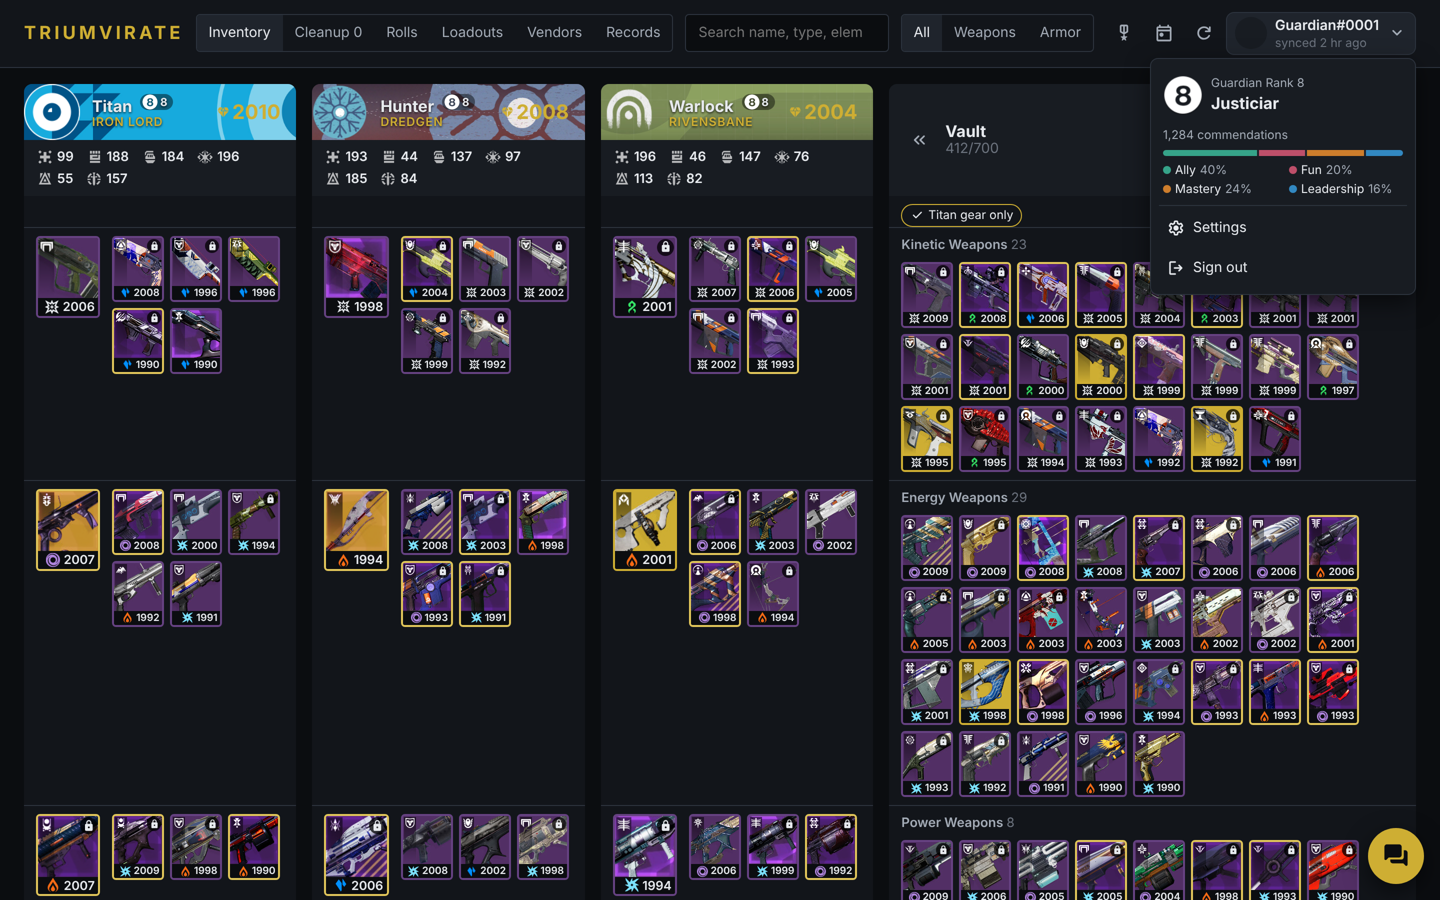 TRIUMVIRATE
Inventory Cleanup 0 Rolls Loadouts Vendors Records
Search name, type, elem
All Weapons Armor
Guardian#0001
synced 2 hr ago
8
Guardian Rank 8
Justiciar
1,284 commendations
Ally 40% Fun 20%
Mastery 24% Leadership 16%
Settings
Sign out
Titan 8 8
IRON LORD
2010
99 188 184 196
55 157
Hunter 8 8
DREDGEN
2008
193 44 137 97
185 84
Warlock 8 8
RIVENSBANE
2004
196 46 147 76
113 82
Vault
412/700
Titan gear only
2006 2008 1996 1996
1990 1990
1998 2004 2003 2002
1999 1992
2001 2007 2006 2005
2002 1993
Kinetic Weapons 23
2009 2008 2006 2005 2004 2003 2001 2001
2001 2001 2000 2000 1999 1999 1999 1997
1995 1995 1994 1993 1992 1992 1991
2007 2008 2000 1994
1992 1991
1994 2008 2003 1998
1993 1991
2001 2006 2003 2002
1998 1994
Energy Weapons 29
2009 2009 2008 2008 2007 2006 2006 2006
2005 2003 2003 2003 2003 2002 2002 2001
2001 1998 1998 1996 1994 1993 1993 1993
1993 1992 1991 1990 1990
2007 2009 1998 1990
2006 2008 2002 1998
1994 2006 1999 1992
Power Weapons 8
2009 2006 2005 2005 2004 1998 1993 1990